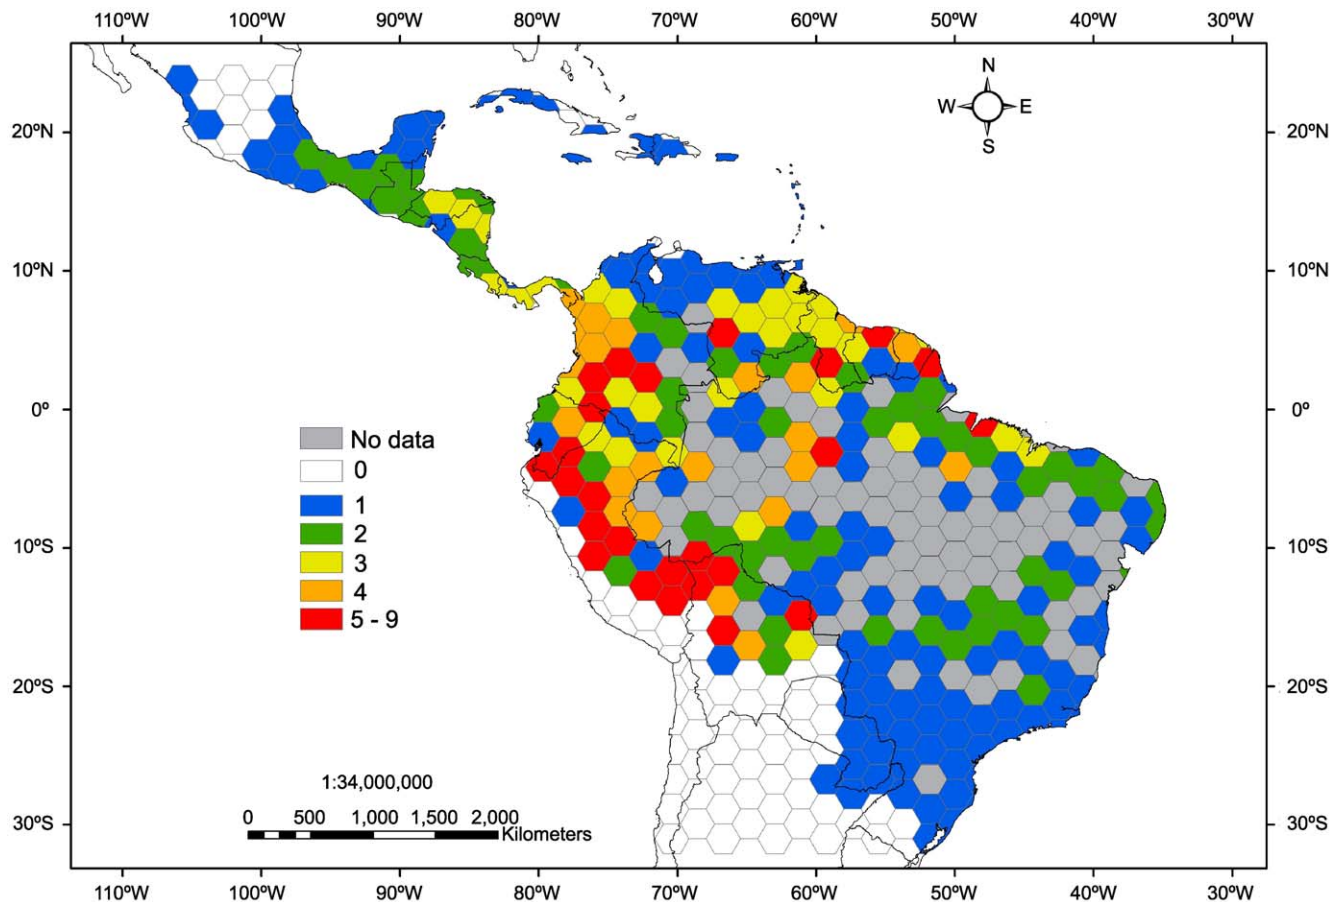 110ºW 100ºW 90ºW 80ºW 70ºW 60ºW 50ºW 40ºW 30ºW
N
W E
S
20ºN 20ºN
10ºN 10ºN
0º 0º
No data
0
1
2
3
4
5 - 9
10ºS 10ºS
20ºS 20ºS
1:34,000,000
0 500 1,000 1,500 2,000
Kilometers
30ºS 30ºS
110ºW 100ºW 90ºW 80ºW 70ºW 60ºW 50ºW 40ºW 30ºW